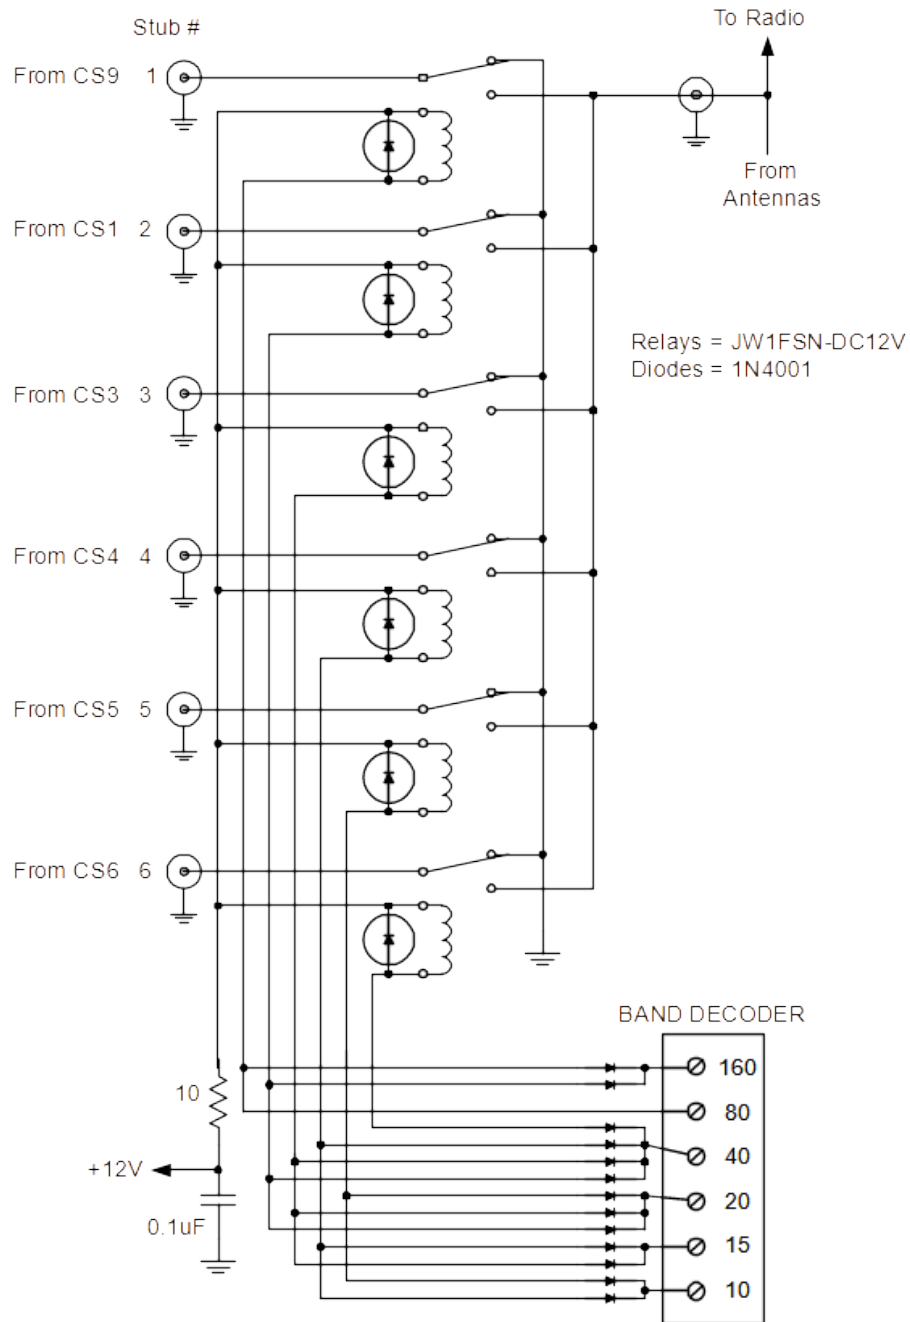 Stub #
To Radio
From CS9 1
From
Antennas
From CS1 2
Relays = JW1FSN-DC12V
Diodes = 1N4001
From CS3 3
From CS4 4
From CS5 5
From CS6 6
BAND DECODER
160
10
80
40
+12V
20
0.1uF
15
10